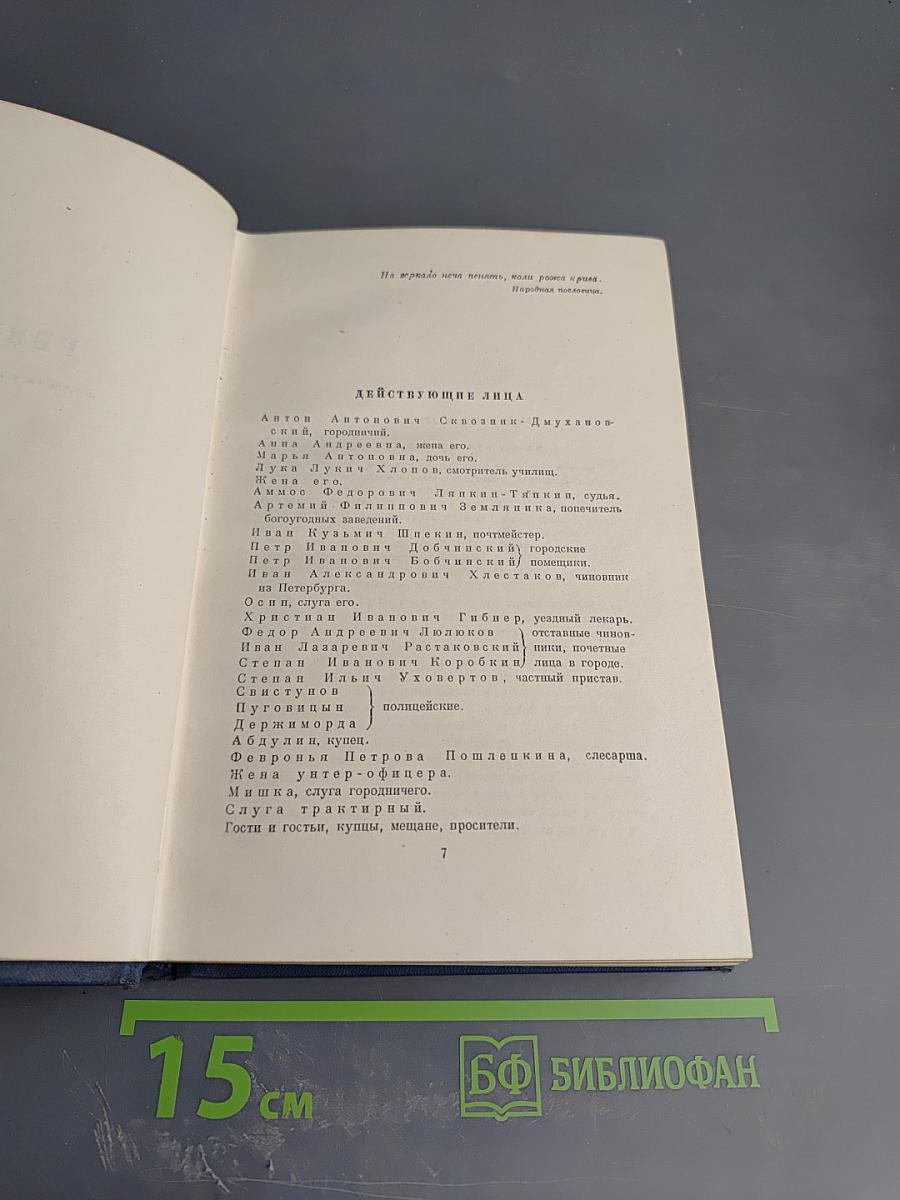 На зеркало неча пенять, коли рожа крива.
Народная пословица.
ДЕЙСТВУЮЩИЕ ЛИЦА
Антон Антонович Сквозник-Дмуханов-
ский, городничий.
Анна Андреевна, жена его.
Марья Антоновна, дочь его.
Лука Лукич Хлопов, смотритель училищ.
Жена его.
Аммос Федорович Ляпкин-Тяпкин, судья.
Артемий Филиппович Земляника, попечитель
богоугодных заведений.
Иван Кузьмич Шпекин, почтмейстер.
Петр Иванович Добчинский } городские
Петр Иванович Бобчинский } помещики.
Иван Александрович Хлестаков, чиновник
из Петербурга.
Осип, слуга его.
Христиан Иванович Гибнер, уездный лекарь.
Федор Андреевич Люлюков } отставные чинов-
Иван Лазаревич Растаковский } ники, почетные
Степан Иванович Коробкин } лица в городе.
Степан Ильич Уховертов, частный пристав.
Свистунов
Пуговицын } полицейские.
Держиморда
Абдулин, купец.
Февронья Петрова Пошлепкина, слесарша.
Жена унтер-офицера.
Мишка, слуга городничего.
Слуга трактирный.
Гости и гостьи, купцы, мещане, просители.
7
15 см
БФ БИБЛИОФАН